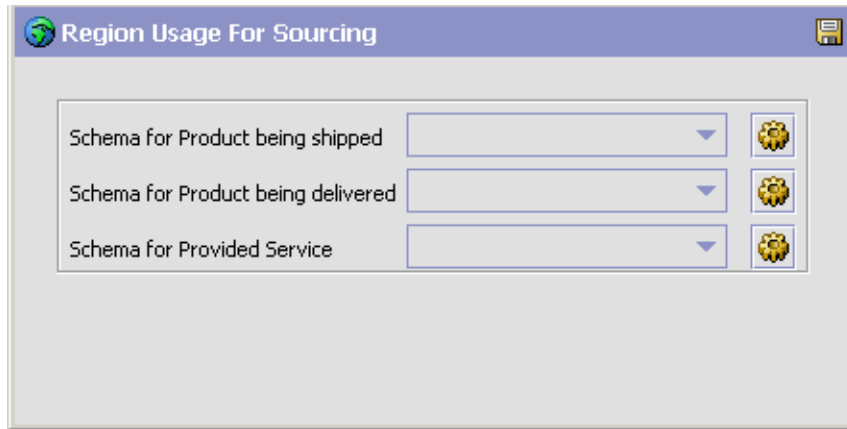 Region Usage For Sourcing
Schema for Product being shipped
Schema for Product being delivered
Schema for Provided Service